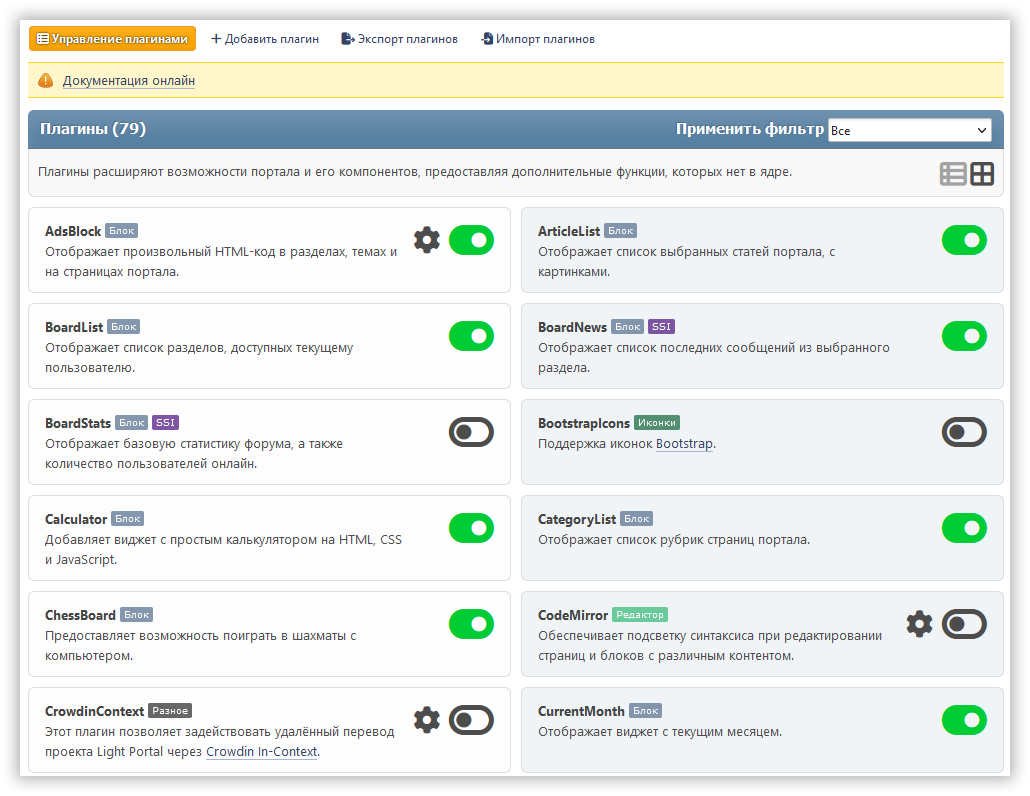 Управление плагинами Добавить плагин Экспорт плагинов Импорт плагинов
Документация онлайн
Плагины (79) Применить фильтр Все
Плагины расширяют возможности портала и его компонентов, предоставляя дополнительные функции, которых нет в ядре.
AdsBlock Блок
Отображает произвольный HTML-код в разделах, темах и
на страницах портала.
ArticleList Блок
Отображает список выбранных статей портала, с
картинками.
BoardList Блок
Отображает список разделов, доступных текущему
пользователю.
BoardNews Блок SSI
Отображает список последних сообщений из выбранного
раздела.
BoardStats Блок SSI
Отображает базовую статистику форума, а также
количество пользователей онлайн.
BootstrapIcons Иконки
Поддержка иконок Bootstrap.
Calculator Блок
Добавляет виджет с простым калькулятором на HTML, CSS
и JavaScript.
CategoryList Блок
Отображает список рубрик страниц портала.
ChessBoard Блок
Предоставляет возможность поиграть в шахматы с
компьютером.
CodeMirror Редактор
Обеспечивает подсветку синтаксиса при редактировании
страниц и блоков с различным контентом.
CrowdinContext Разное
Этот плагин позволяет задействовать удалённый перевод
проекта Light Portal через Crowdin In-Context.
CurrentMonth Блок
Отображает виджет с текущим месяцем.